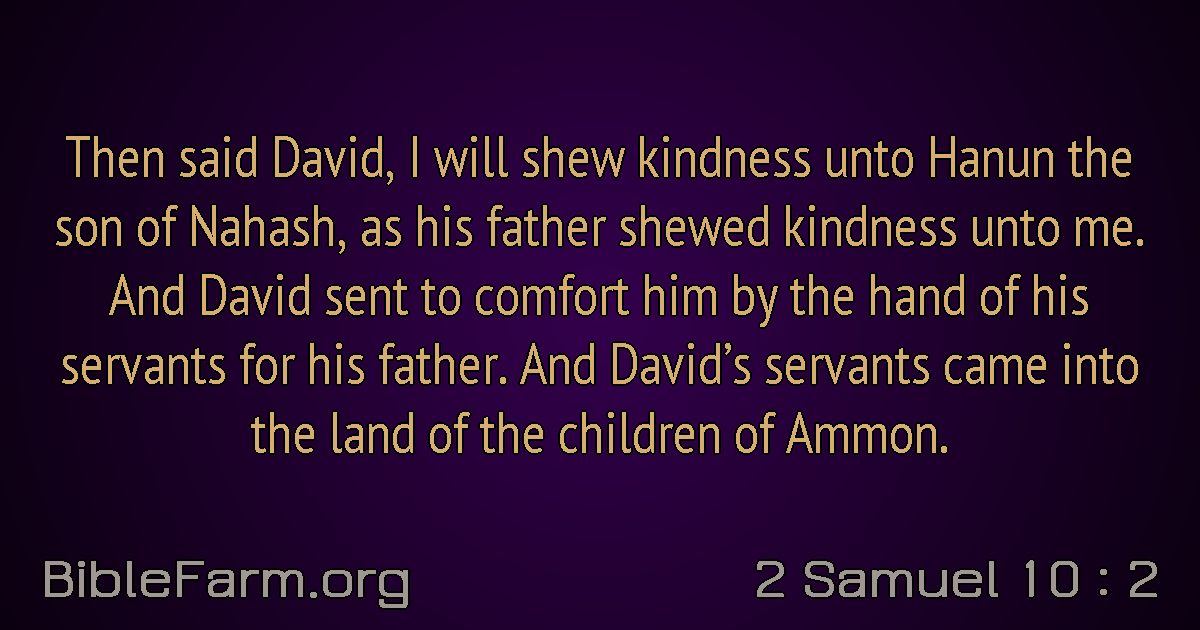 Then said David, I will shew kindness unto Hanun the
son of Nahash, as his father shewed kindness unto me.
And David sent to comfort him by the hand of his
servants for his father. And David’s servants came into
the land of the children of Ammon.
BibleFarm.org
2 Samuel 10 : 2